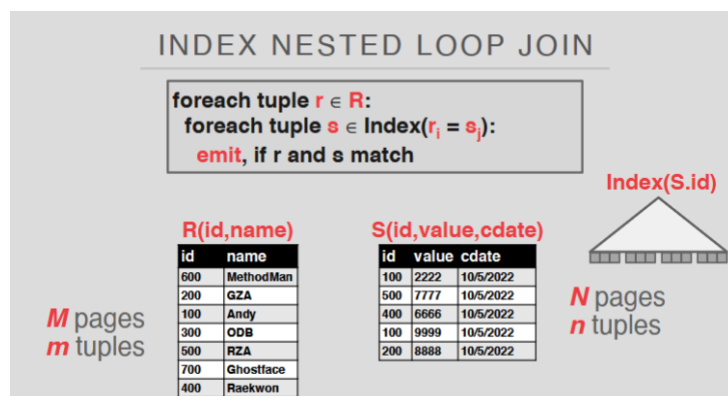 INDEX NESTED LOOP JOIN
foreach tuple r ∈ R:
foreach tuple s ∈ Index(rᵢ = sⱼ):
emit, if r and s match
Index(S.id)
R(id,name)
id name
600 MethodMan
200 GZA
100 Andy
300 ODB
500 RZA
700 Ghostface
400 Raekwon
M pages
m tuples
S(id,value,cdate)
id value cdate
100 2222 10/5/2022
500 7777 10/5/2022
400 6666 10/5/2022
100 9999 10/5/2022
200 8888 10/5/2022
N pages
n tuples